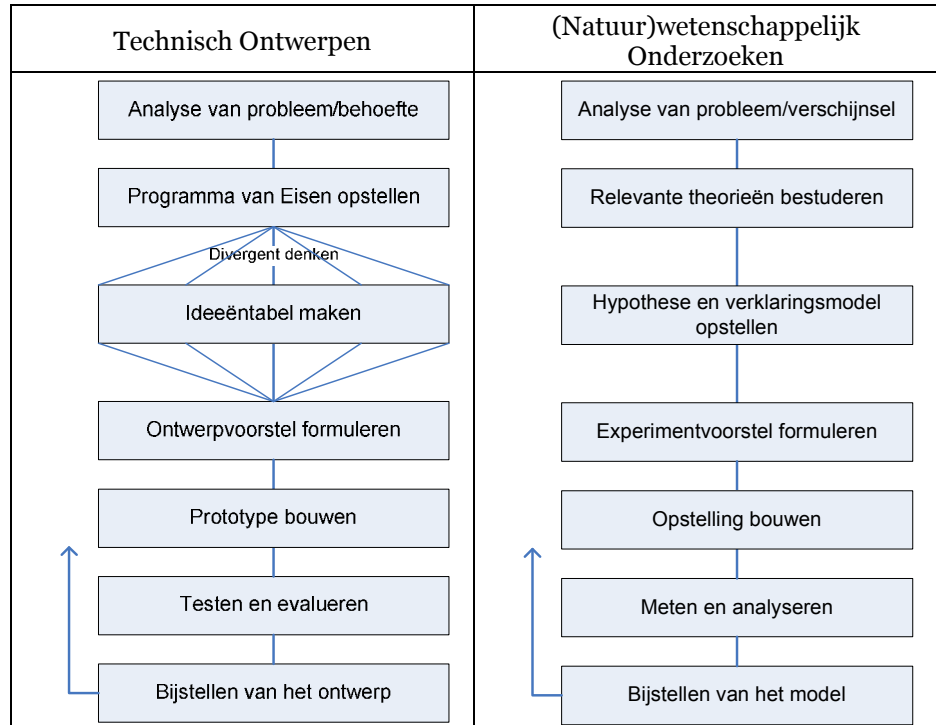 Technisch Ontwerpen
Analyse van probleem/behoefte
Programma van Eisen opstellen
Divergent denken
Ideeëntabel maken
Ontwerpvoorstel formuleren
Prototype bouwen
Testen en evalueren
Bijstellen van het ontwerp
(Natuur)wetenschappelijk
Onderzoeken
Analyse van probleem/verschijnsel
Relevante theorieën bestuderen
Hypothese en verklaringsmodel
opstellen
Experimentvoorstel formuleren
Opstelling bouwen
Meten en analyseren
Bijstellen van het model